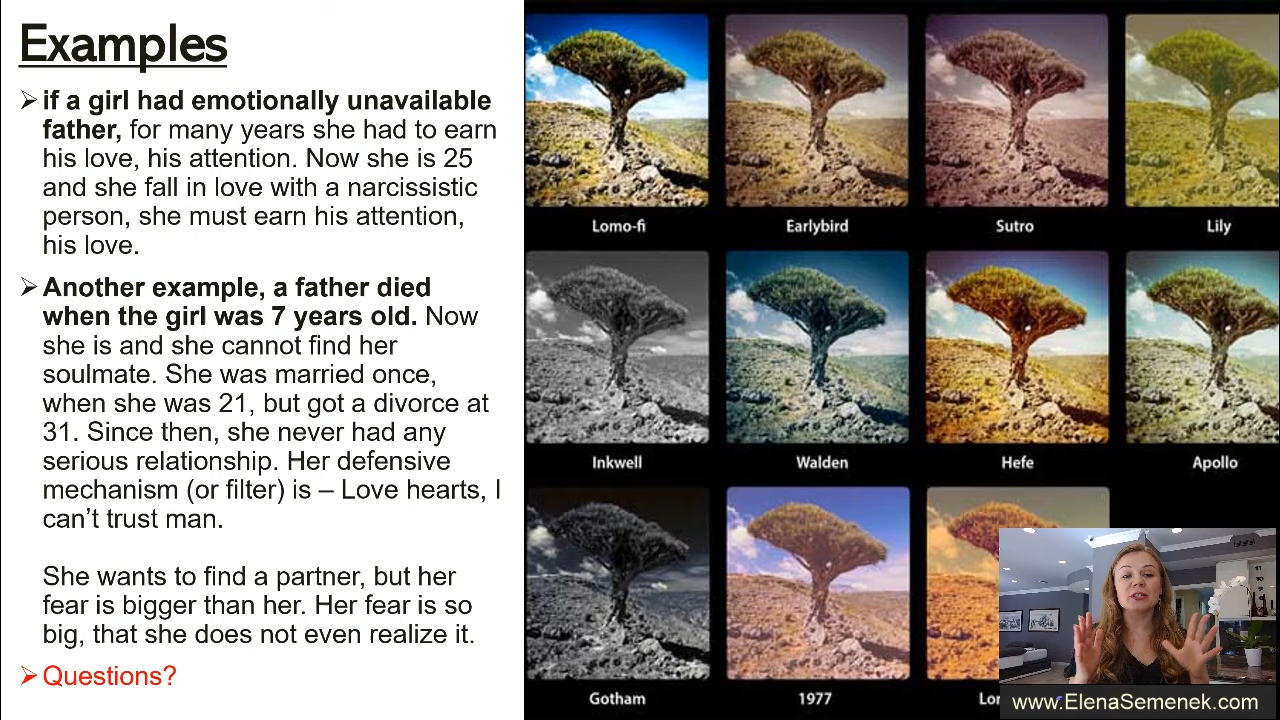 Examples
if a girl had emotionally unavailable
father, for many years she had to earn
his love, his attention. Now she is 25
and she fall in love with a narcissistic
person, she must earn his attention,
his love.
Another example, a father died
when the girl was 7 years old. Now
she is and she cannot find her
soulmate. She was married once,
when she was 21, but got a divorce at
31. Since then, she never had any
serious relationship. Her defensive
mechanism (or filter) is – Love hearts, I
can’t trust man.
She wants to find a partner, but her
fear is bigger than her. Her fear is so
big, that she does not even realize it.
Questions?
Lomo-fi
Earlybird
Sutro
Lily
Inkwell
Walden
Hefe
Apollo
Gotham
1977
www.ElenaSemenek.com